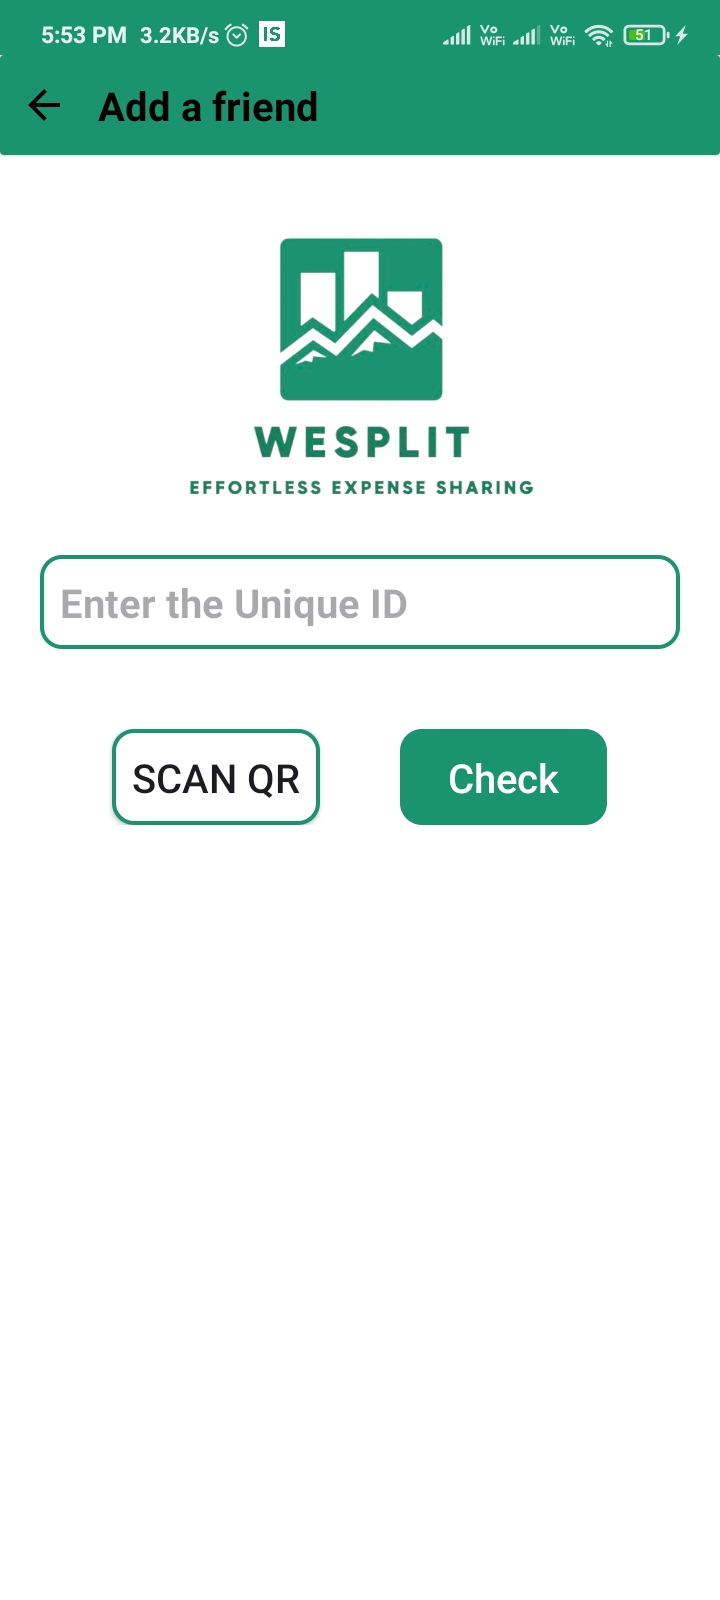 5:53 PM 3.2KB/s IS Vo WiFi Vo WiFi 51
Add a friend
WESPLIT
EFFORTLESS EXPENSE SHARING
Enter the Unique ID
SCAN QR Check